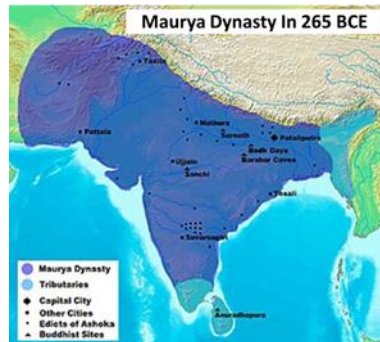 Maurya Dynasty In 265 BCE
Taxila
Mathura
Pattala
Sarnath
Pataliputra
Bodh Gaya
Barabar Caves
Ujjain
Sanchi
Tosali
Suvarnagiri
Anuradhapura
Maurya Dynasty
Tributaries
Capital City
Other Cities
Edicts of Ashoka
Buddhist Sites